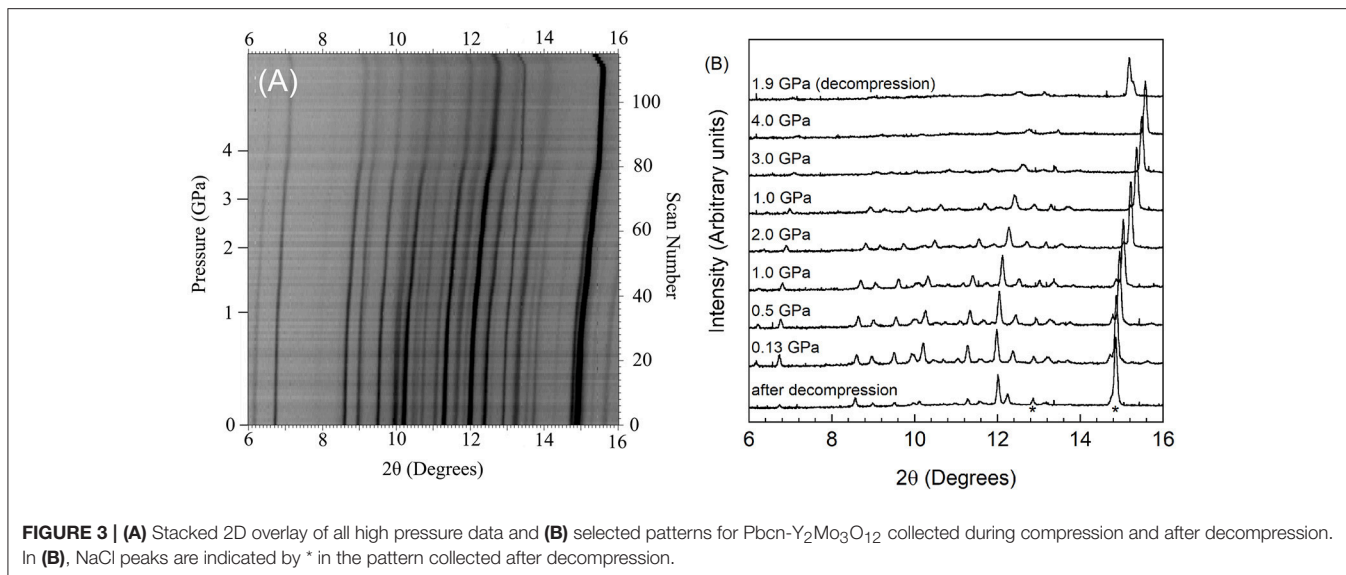 6 8 10 12 14 16
(A)
4
3
2
1
0
Pressure (GPa)
100
80
60
40
20
0
Scan Number
6 8 10 12 14 16
2θ (Degrees)
(B)
1.9 GPa (decompression)
4.0 GPa
3.0 GPa
1.0 GPa
2.0 GPa
1.0 GPa
0.5 GPa
0.13 GPa
after decompression
* *
Intensity (Arbitrary units)
6 8 10 12 14 16
2θ (Degrees)
FIGURE 3 | (A) Stacked 2D overlay of all high pressure data and (B) selected patterns for Pbcn-Y2Mo3O12 collected during compression and after decompression.
In (B), NaCl peaks are indicated by * in the pattern collected after decompression.